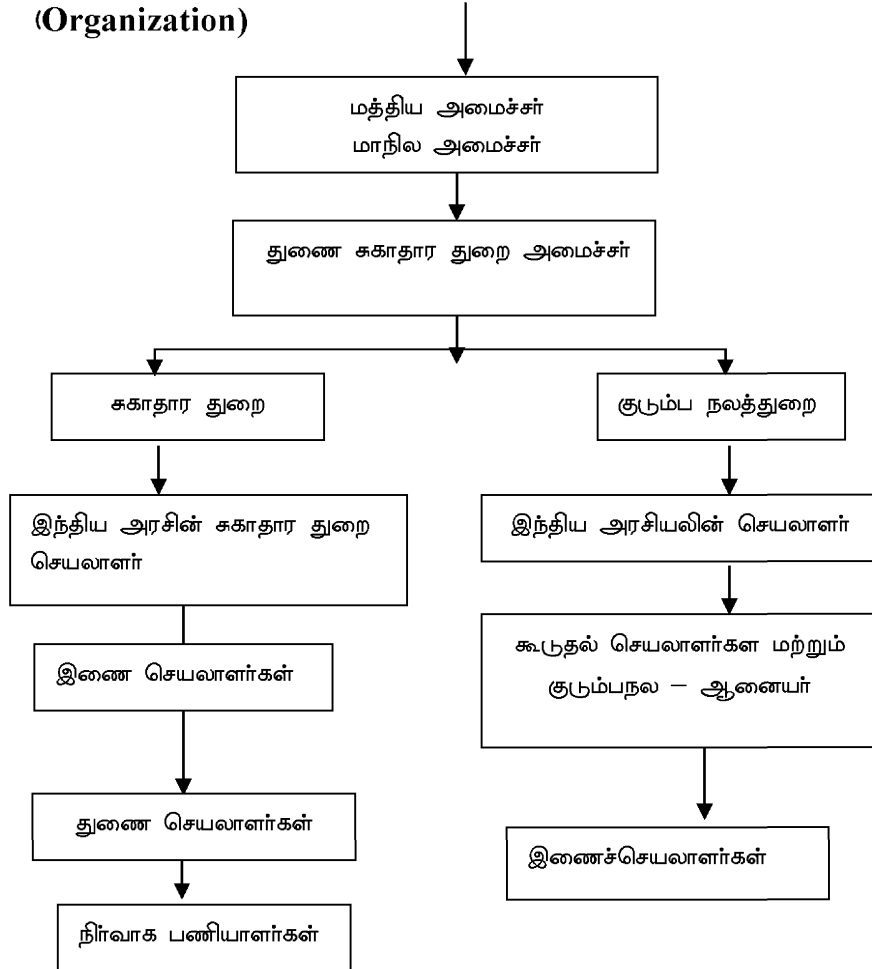 (Organization)
மத்திய அமைச்சர்
மாநில அமைச்சர்
துணை சுகாதார துறை அமைச்சர்
சுகாதார துறை
குடும்ப நலத்துறை
இந்திய அரசின் சுகாதார துறை
செயலாளர்
இந்திய அரசியலின் செயலாளர்
இணை செயலாளர்கள்
கூடுதல் செயலாளர்கள மற்றும்
குடும்பநல – ஆனையர்
துணை செயலாளர்கள்
இணைச்செயலாளர்கள்
நிர்வாக பணியாளர்கள்